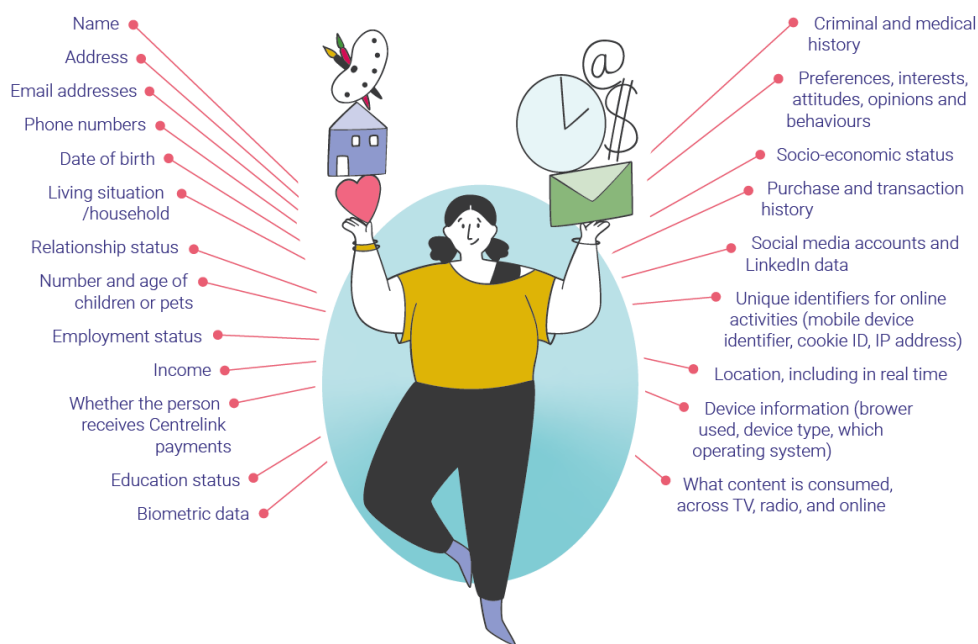 Name
Address
Email addresses
Phone numbers
Date of birth
Living situation
/household
Relationship status
Number and age of
children or pets
Employment status
Income
Whether the person
receives Centrelink
payments
Education status
Biometric data
@
$
Criminal and medical
history
Preferences, interests,
attitudes, opinions and
behaviours
Socio-economic status
Purchase and transaction
history
Social media accounts and
LinkedIn data
Unique identifiers for online
activities (mobile device
identifier, cookie ID, IP address)
Location, including in real time
Device information (brower
used, device type, which
operating system)
What content is consumed,
across TV, radio, and online